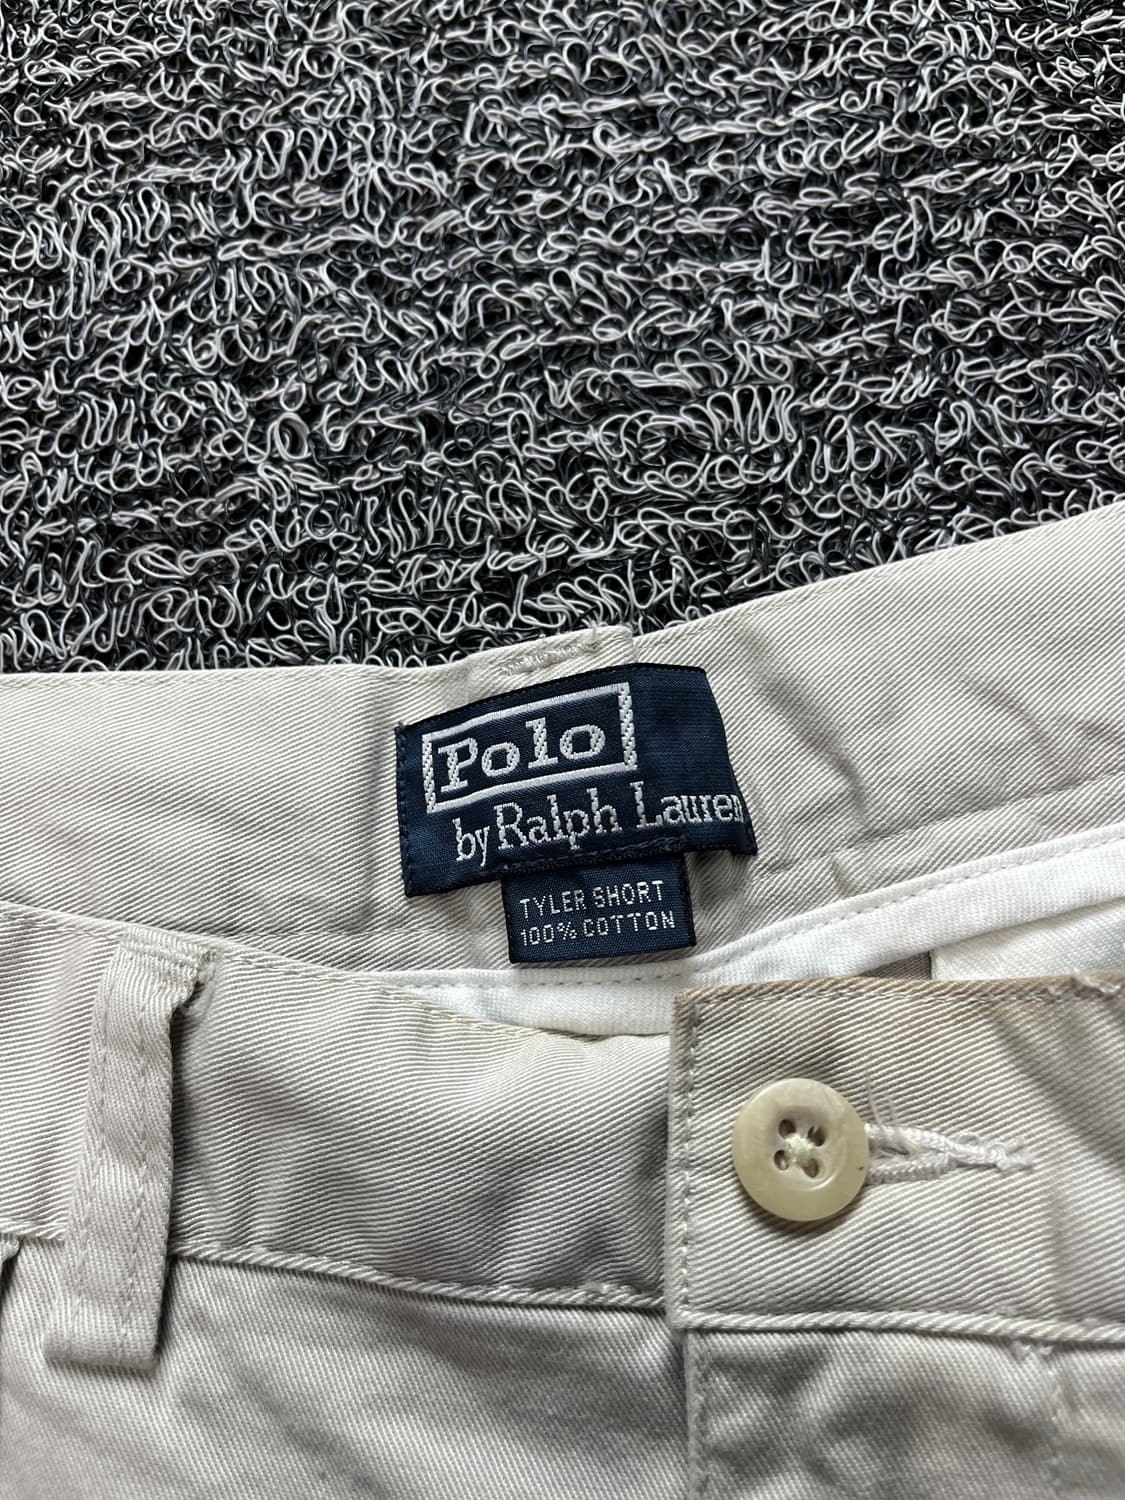 Polo
by Ralph Lauren
TYLER SHORT
100% COTTON